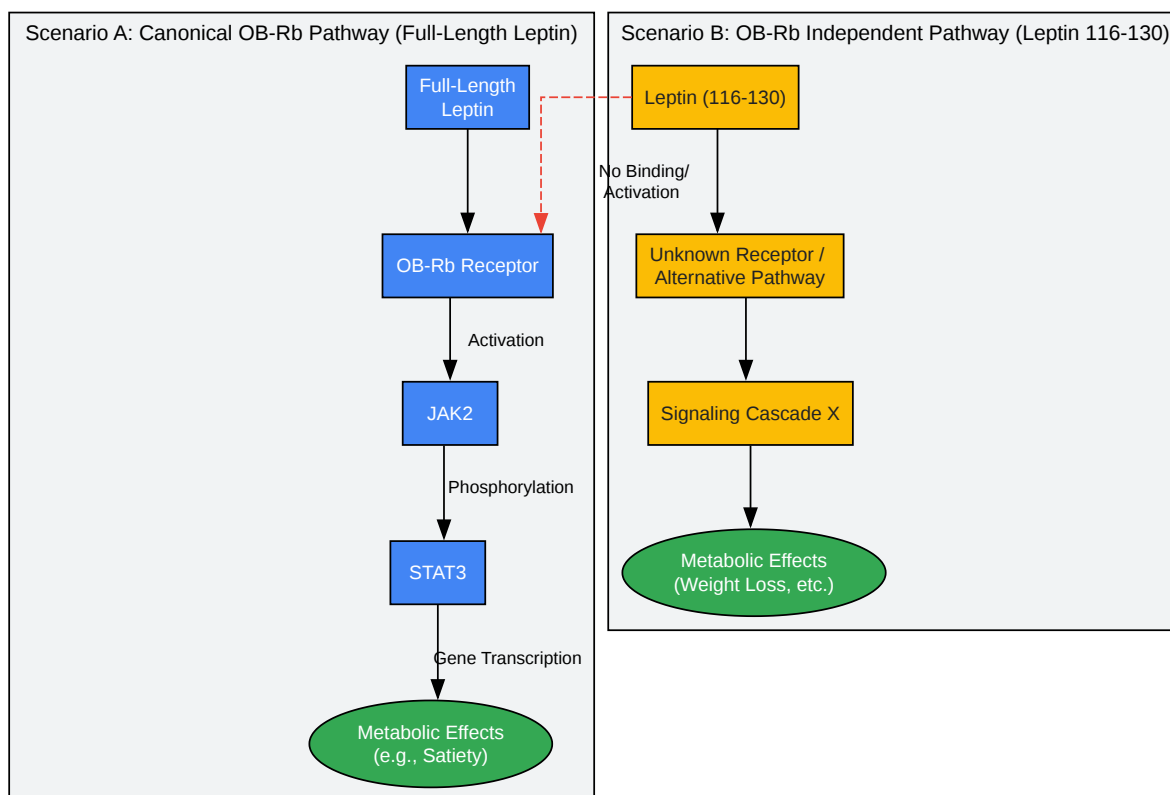 Scenario A: Canonical OB-Rb Pathway (Full-Length Leptin)
Full-Length
Leptin
OB-Rb Receptor
Activation
JAK2
Phosphorylation
STAT3
Gene Transcription
Metabolic Effects
(e.g., Satiety)
Scenario B: OB-Rb Independent Pathway (Leptin 116-130)
Leptin (116-130)
No Binding/
Activation
Unknown Receptor /
Alternative Pathway
Signaling Cascade X
Metabolic Effects
(Weight Loss, etc.)